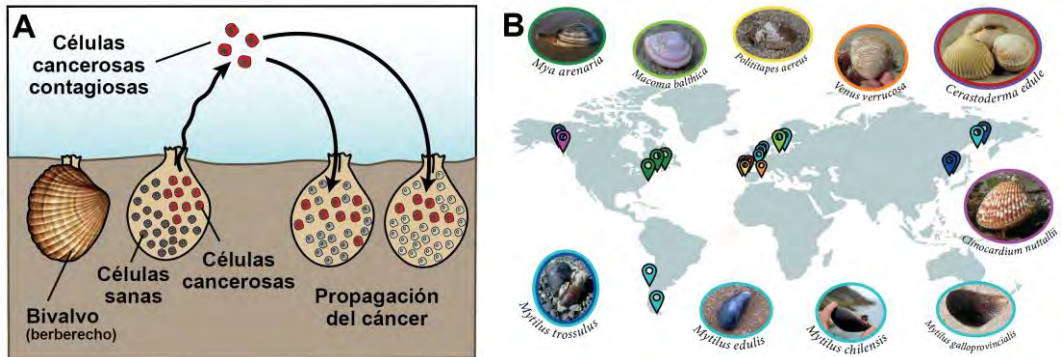 A
Células
cancerosas
contagiosas
Células
sanas
Células
cancerosas
Bivalvo
(berberecho)
Propagación
del cáncer
B
Mya arenaria
Macoma balthica
Polititapes aereus
Venus verrucosa
Cerastoderma edule
Clinocardium nuttallii
Mytilus trossulus
Mytilus edulis
Mytilus chilensis
Mytilus galloprovincialis